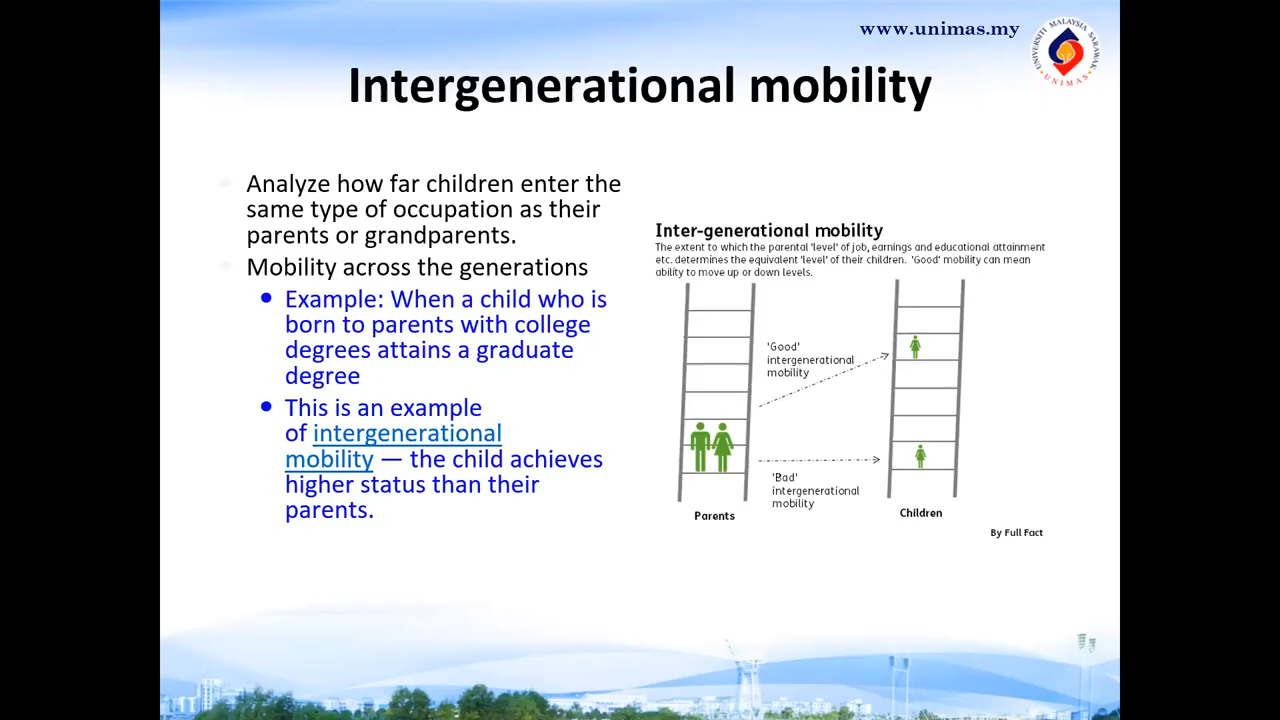 www.unimas.my
UNIVERSITI MALAYSIA SARAWAK
UNIMAS
Intergenerational mobility
Analyze how far children enter the
same type of occupation as their
parents or grandparents.
Mobility across the generations
Example: When a child who is
born to parents with college
degrees attains a graduate
degree
This is an example
of intergenerational
mobility — the child achieves
higher status than their
parents.
Inter-generational mobility
The extent to which the parental 'level' of job, earnings and educational attainment
etc. determines the equivalent 'level' of their children. 'Good' mobility can mean
ability to move up or down levels.
'Good'
intergenerational
mobility
'Bad'
intergenerational
mobility
Parents
Children
By Full Fact